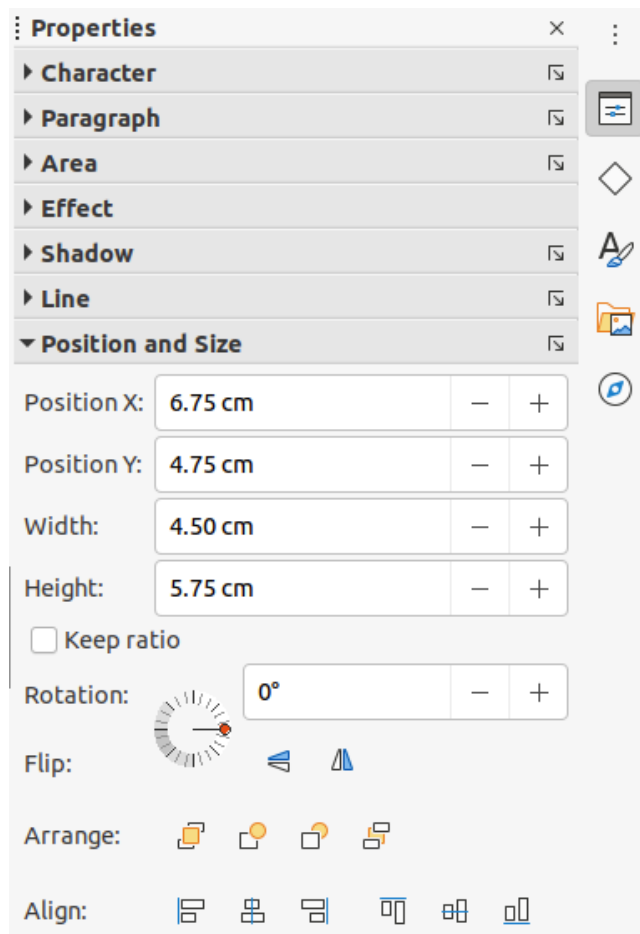 Properties
Character
Paragraph
Area
Effect
Shadow
Line
Position and Size
Position X: 6.75 cm
Position Y: 4.75 cm
Width: 4.50 cm
Height: 5.75 cm
Keep ratio
Rotation: 0°
Flip:
Arrange:
Align: